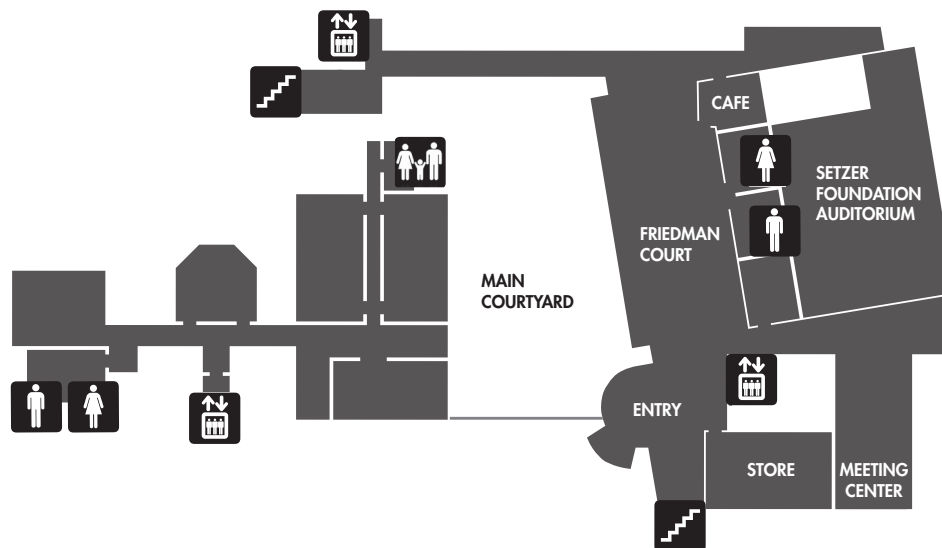 CAFE
SETZER
FOUNDATION
AUDITORIUM
FRIEDMAN
COURT
MAIN
COURTYARD
ENTRY
STORE
MEETING
CENTER